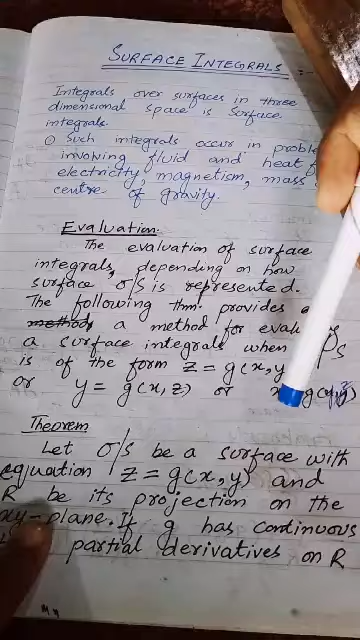 SURFACE INTEGRALS :-
Integrals over surfaces in three
dimensional space is Surface
integrals.
① Such integrals occur in
involving fluid and heat
electricity, magnetism, mass
centre of gravity.
Evaluation:
The evaluation of surface
integrals, depending on how
surface σ/s is represented.
The following thm: provides a
method, a method for
a surface integrals when
is of the form z = g(x, y
or y = g(x, z) or x
Theorem
Let σ/s be a surface with
equation z = g(x, y) and
R be its projection on the
xy-plane. If g has continuous
partial derivatives on R